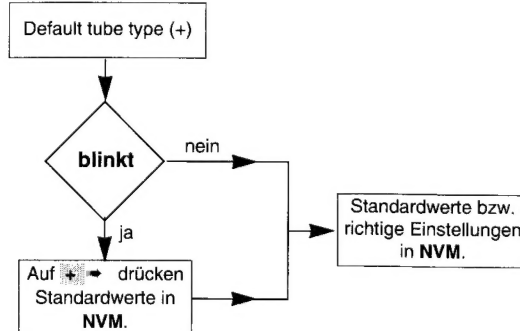 Default tube type (+)
blinkt
nein
ja
Auf + ➡ drücken
Standardwerte in
NVM.
Standardwerte bzw.
richtige Einstellungen
in NVM.